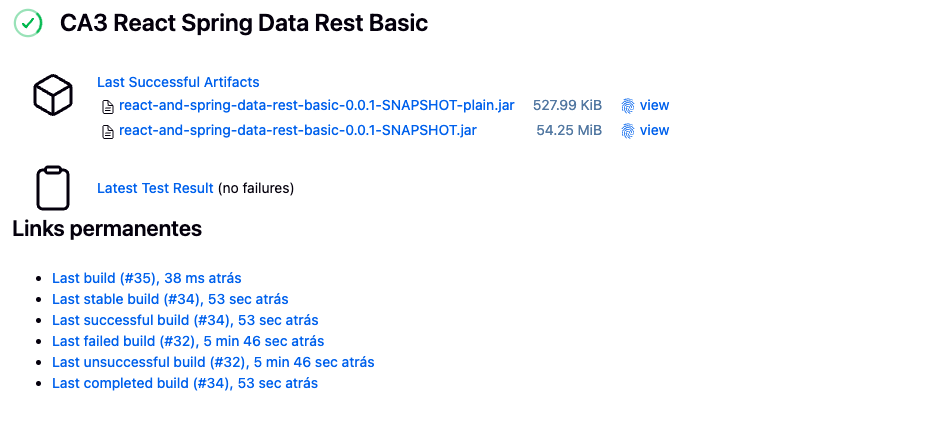 CA3 React Spring Data Rest Basic
Last Successful Artifacts
react-and-spring-data-rest-basic-0.0.1-SNAPSHOT-plain.jar 527.99 KiB view
react-and-spring-data-rest-basic-0.0.1-SNAPSHOT.jar 54.25 MiB view
Latest Test Result (no failures)
Links permanentes
Last build (#35), 38 ms atrás
Last stable build (#34), 53 sec atrás
Last successful build (#34), 53 sec atrás
Last failed build (#32), 5 min 46 sec atrás
Last unsuccessful build (#32), 5 min 46 sec atrás
Last completed build (#34), 53 sec atrás